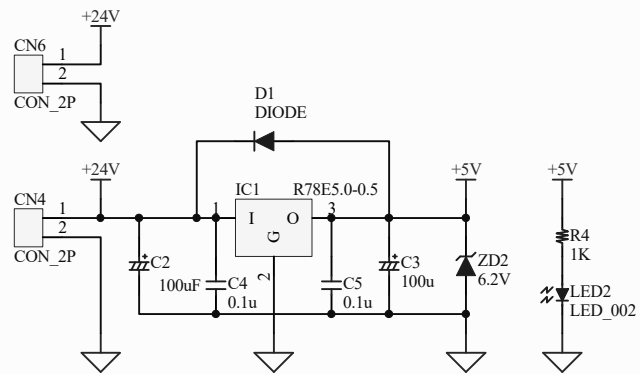 +24V
CN6
1
2
CON_2P
D1
DIODE
+24V
CN4
1
2
CON_2P
IC1
R78E5.0-0.5
1
I
O
3
G
2
+5V
+5V
C2
100uF
C4
0.1u
C5
0.1u
C3
100u
ZD2
6.2V
R4
1K
LED2
LED_002